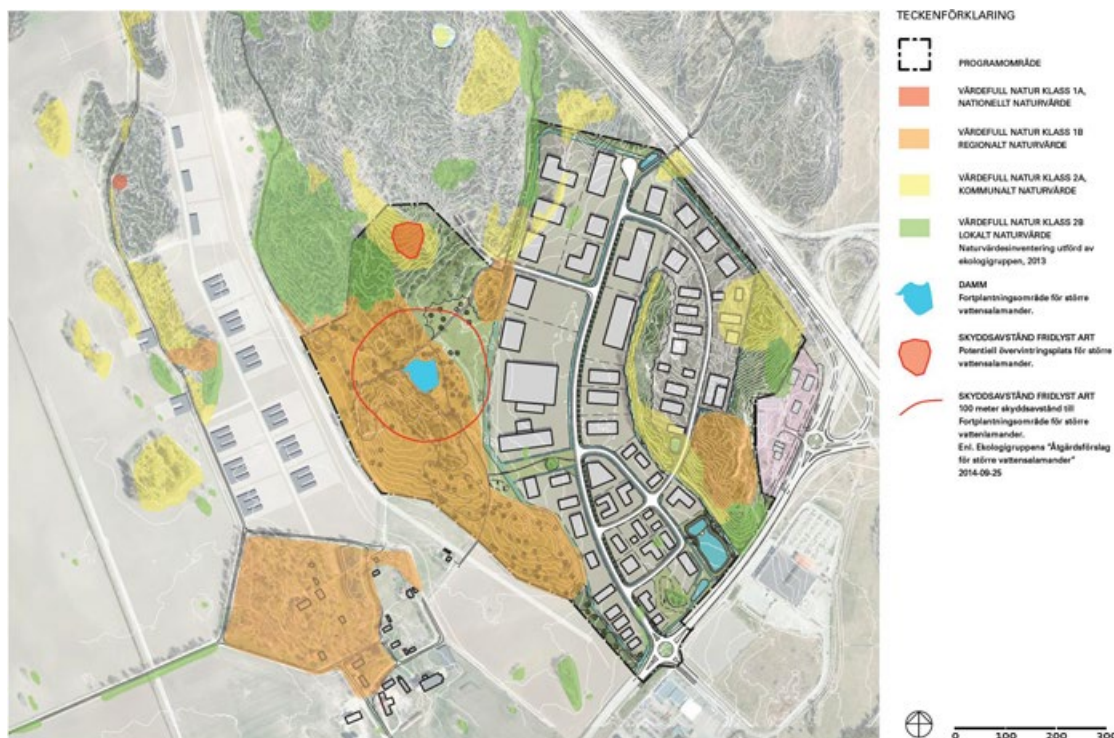 TECKENFÖRKLARING
PROGRAMOMRÅDE
VÄRDEFULL NATUR KLASS 1A,
NATIONELLT NATURVÄRDE
VÄRDEFULL NATUR KLASS 1B
REGIONALT NATURVÄRDE
VÄRDEFULL NATUR KLASS 2A,
KOMMUNALT NATURVÄRDE
VÄRDEFULL NATUR KLASS 2B
LOKALT NATURVÄRDE
Naturvärdesinventering utförd av
ekologigruppen, 2013
DAMM
Fortplantningsområde för större
vattensalamander.
SKYDDSAVSTÅND FRIDLYST ART
Potentiell övervintringsplats för större
vattensalamander.
SKYDDSAVSTÅND FRIDLYST ART
100 meter skyddsavstånd till
Fortplantningsområde för större
vattenlamander.
Enl. Ekologigruppens "Åtgärdsförslag
för större vattensalamander"
2014-09-25
0 100 200 300